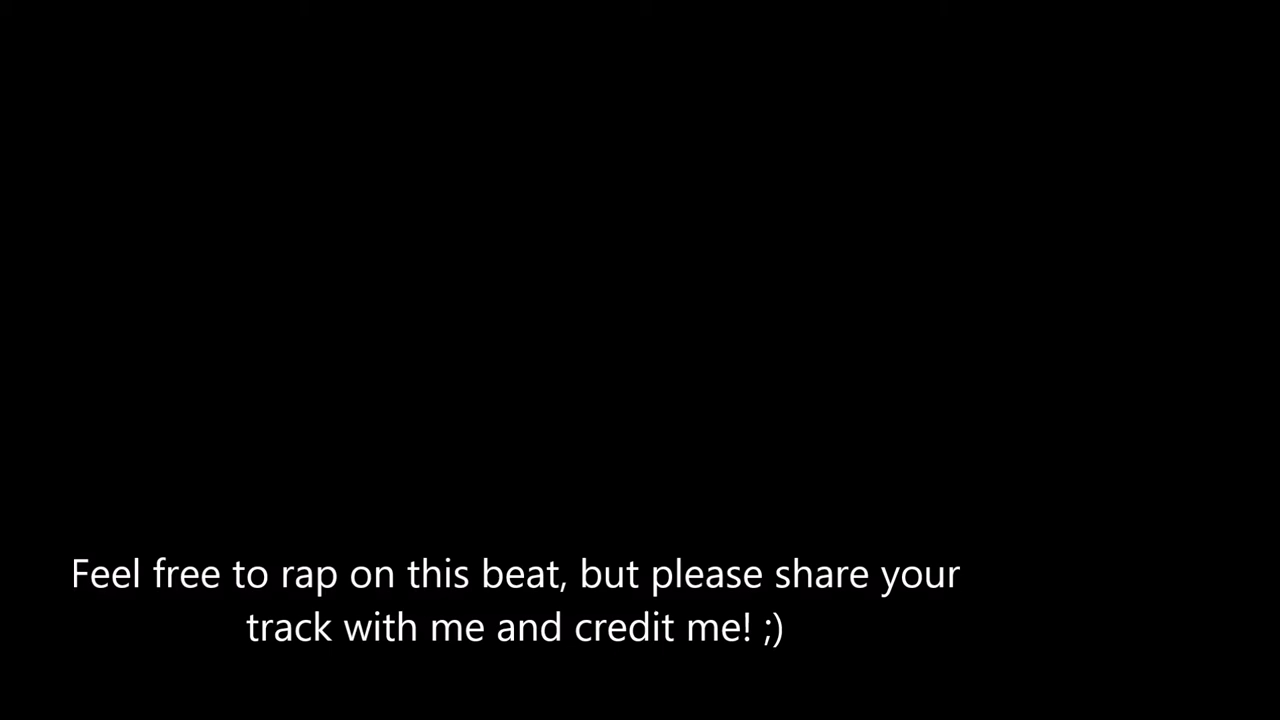 Feel free to rap on this beat, but please share your
track with me and credit me! ;)